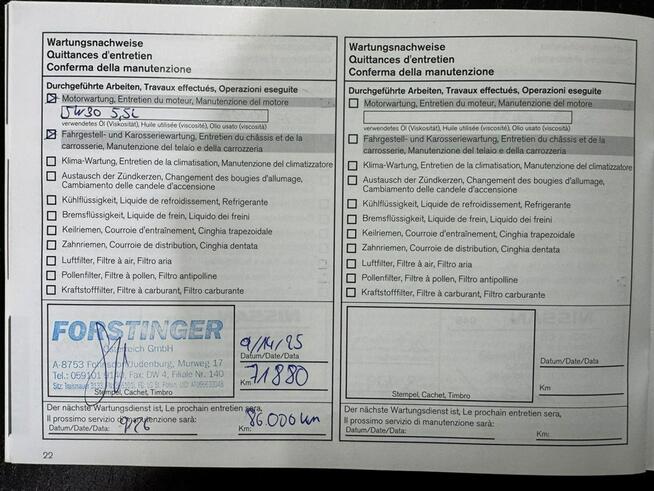 Wartungsnachweise
Quittances d'entretien
Conferma della manutenzione
Durchgeführte Arbeiten, Travaux effectués, Operazioni eseguite
Motorwartung, Entretien du moteur, Manutenzione del motore
5W30 5,5L
verwendetes Öl (Viskosität), Huile utilisée (viscosité), Olio usato (viscosità)
Fahrgestell- und Karosseriewartung, Entretien du châssis et de la
carrosserie, Manutenzione del telaio e della carrozzeria
Klima-Wartung, Entretien de la climatisation, Manutenzione del climatizzatore
Austausch der Zündkerzen, Changement des bougies d'allumage,
Cambiamento delle candele d'accensione
Kühlflüssigkeit, Liquide de refroidissement, Refrigerante
Bremsflüssigkeit, Liquide de frein, Liquido dei freini
Keilriemen, Courroie d'entraînement, Cinghia trapezoidale
Zahnriemen, Courroie de distribution, Cinghia dentata
Luftfilter, Filtre à air, Filtro aria
Pollenfilter, Filtre à pollen, Filtro antipolline
Kraftstofffilter, Filtre à carburant, Filtro carburante
FORSTINGER
Österreich GmbH
A-8753 Fohnsdorf/Judenburg, Murweg 17
Fax: DW 4, Filiale Nr. 140
Stempel, Cachet, Timbro
Datum/Date/Data
71880
Km
Der nächste Wartungsdienst ist, Le prochain entretien sera,
Il prossimo servizio di manutenzione sarà:
Datum/Date/Data: 9/26 Km: 86.000 km
22
Wartungsnachweise
Quittances d'entretien
Conferma della manutenzione
Durchgeführte Arbeiten, Travaux effectués, Operazioni eseguite
Motorwartung, Entretien du moteur, Manutenzione del motore
verwendetes Öl (Viskosität), Huile utilisée (viscosité), Olio usato (viscosità)
Fahrgestell- und Karosseriewartung, Entretien du châssis et de la
carrosserie, Manutenzione del telaio e della carrozzeria
Klima-Wartung, Entretien de la climatisation, Manutenzione del climatizzatore
Austausch der Zündkerzen, Changement des bougies d'allumage,
Cambiamento delle candele d'accensione
Kühlflüssigkeit, Liquide de refroidissement, Refrigerante
Bremsflüssigkeit, Liquide de frein, Liquido dei freini
Keilriemen, Courroie d'entraînement, Cinghia trapezoidale
Zahnriemen, Courroie de distribution, Cinghia dentata
Luftfilter, Filtre à air, Filtro aria
Pollenfilter, Filtre à pollen, Filtro antipolline
Kraftstofffilter, Filtre à carburant, Filtro carburante
Stempel, Cachet, Timbro
Datum/Date/Data
Km
Der nächste Wartungsdienst ist, Le prochain entretien sera,
Il prossimo servizio di manutenzione sarà:
Datum/Date/Data: Km: